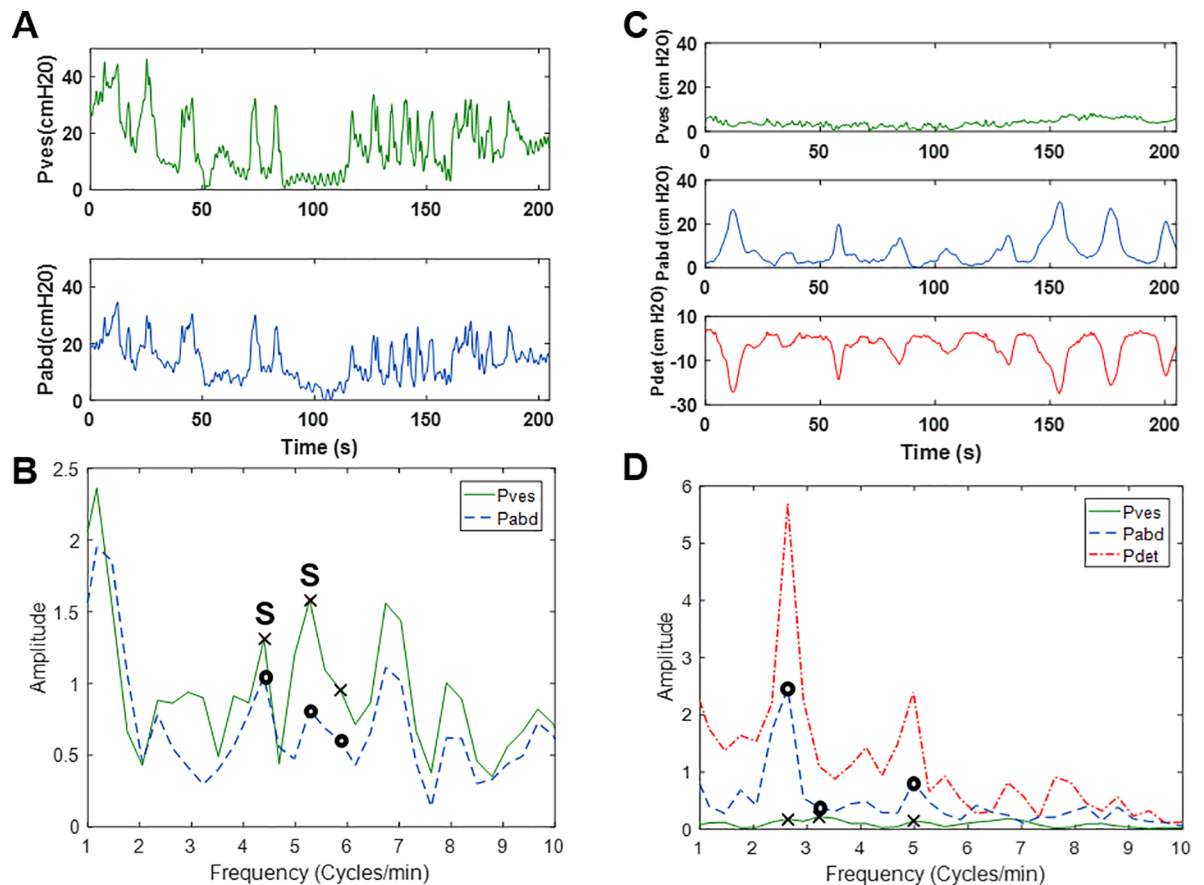 A
Pves(cmH20)
40
20
0
0 50 100 150 200
Pabd(cmH20)
40
20
0
0 50 100 150 200
Time (s)
B
2.5
2
1.5
1
0.5
0
Amplitude
Pves
Pabd
S
S
1 2 3 4 5 6 7 8 9 10
Frequency (Cycles/min)
C
Pves (cm H2O)
40
20
0
0 50 100 150 200
Pabd (cm H2O)
40
20
0
0 50 100 150 200
Pdet (cm H2O)
10
-10
-30
0 50 100 150 200
Time (s)
D
6
5
4
3
2
1
0
Amplitude
Pves
Pabd
Pdet
1 2 3 4 5 6 7 8 9 10
Frequency (Cycles/min)